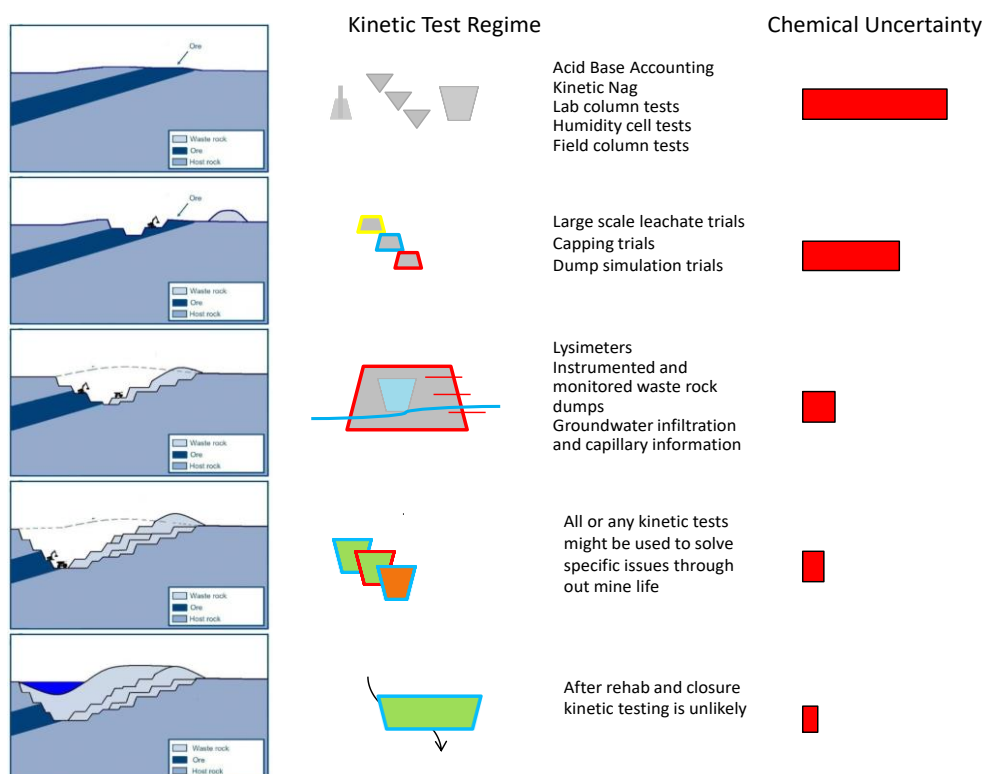 Kinetic Test Regime
Chemical Uncertainty
Ore
Waste rock
Ore
Host rock
Acid Base Accounting
Kinetic Nag
Lab column tests
Humidity cell tests
Field column tests
Ore
Waste rock
Ore
Host rock
Large scale leachate trials
Capping trials
Dump simulation trials
Waste rock
Ore
Host rock
Lysimeters
Instrumented and
monitored waste rock
dumps
Groundwater infiltration
and capillary information
Waste rock
Ore
Host rock
All or any kinetic tests
might be used to solve
specific issues through
out mine life
Waste rock
Ore
Host rock
After rehab and closure
kinetic testing is unlikely